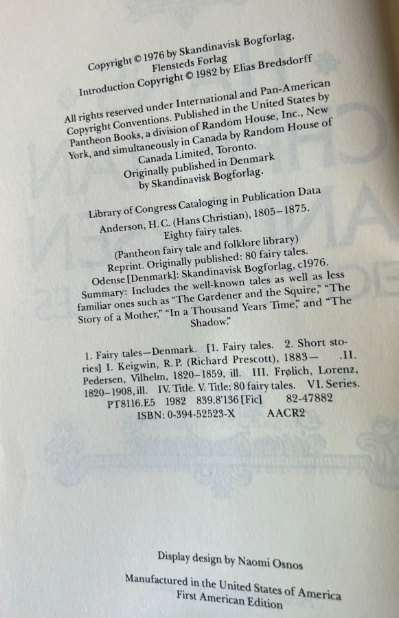 Copyright © 1976 by Skandinavisk Bogforlag,
Flensteds Forlag
Introduction Copyright © 1982 by Elias Bredsdorff
All rights reserved under International and Pan-American
Copyright Conventions. Published in the United States by
Pantheon Books, a division of Random House, Inc., New
York, and simultaneously in Canada by Random House of
Canada Limited, Toronto.
Originally published in Denmark
by Skandinavisk Bogforlag.
Library of Congress Cataloging in Publication Data
Anderson, H. C. (Hans Christian), 1805–1875.
Eighty fairy tales.
(Pantheon fairy tale and folklore library)
Reprint. Originally published: 80 fairy tales.
Odense [Denmark]: Skandinavisk Bogforlag, c1976.
Summary: Includes the well-known tales as well as less
familiar ones such as "The Gardener and the Squire," "The
Story of a Mother," "In a Thousand Years Time," and "The
Shadow."
1. Fairy tales—Denmark. [1. Fairy tales. 2. Short sto-
ries] I. Keigwin, R. P. (Richard Prescott), 1883– .II.
Pedersen, Vilhelm, 1820–1859, ill. III. Frølich, Lorenz,
1820–1908, ill. IV. Title. V. Title: 80 fairy tales. VI. Series.
PT8116.E5 1982 839.8'136 [Fic] 82-47882
ISBN: 0-394-52523-X AACR2
Display design by Naomi Osnos
Manufactured in the United States of America
First American Edition